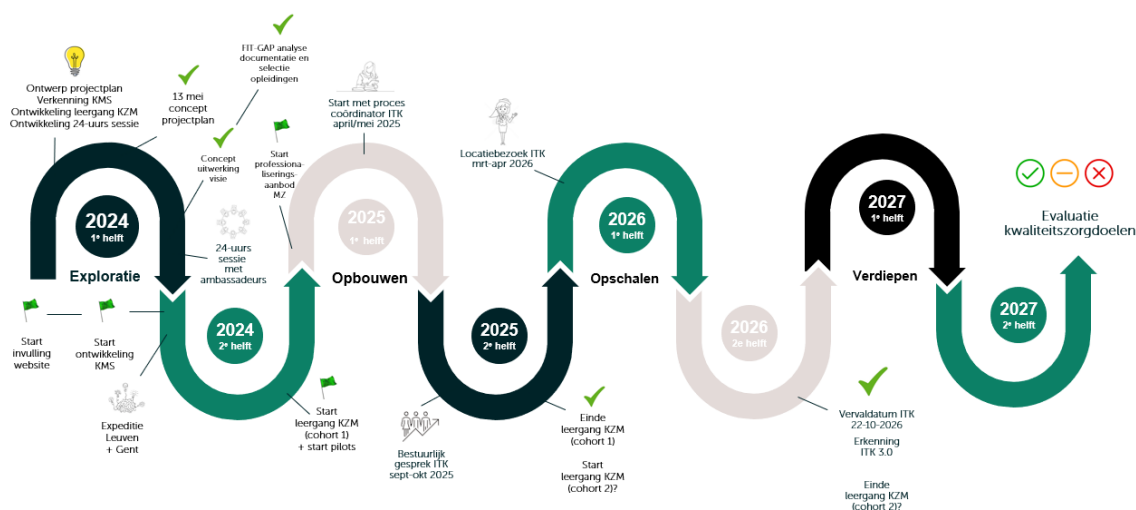 Ontwerp projectplan
Verkenning KMS
Ontwikkeling leergang KZM
Ontwikkeling 24-uurs sessie
13 mei
concept
projectplan
FIT-GAP analyse
documentatie en
selectie
opleidingen
Concept
uitwerking
visie
24-uurs
sessie
met
ambassadeurs
2024
1e helft
Exploratie
Start
invulling
website
Start
ontwikkeling
KMS
Expeditie
Leuven
+ Gent
2024
2e helft
Start
leergang KZM
(cohort 1)
+ start pilots
Start
professiona-
liserings-
aanbod
MZ
Start met proces
coördinator ITK
april/mei 2025
2025
1e helft
Opbouwen
Bestuurlijk
gesprek ITK
sept-okt 2025
2025
2e helft
Einde
leergang KZM
(cohort 1)
Start
leergang KZM
(cohort 2)?
Locatiebezoek ITK
mrt-apr 2026
2026
1e helft
Opschalen
2026
2e helft
Vervaldatum ITK
22-10-2026
Erkenning
ITK 3.0
Einde
leergang KZM
(cohort 2)?
2027
1e helft
Verdiepen
2027
2e helft
Evaluatie
kwaliteitszorgdoelen